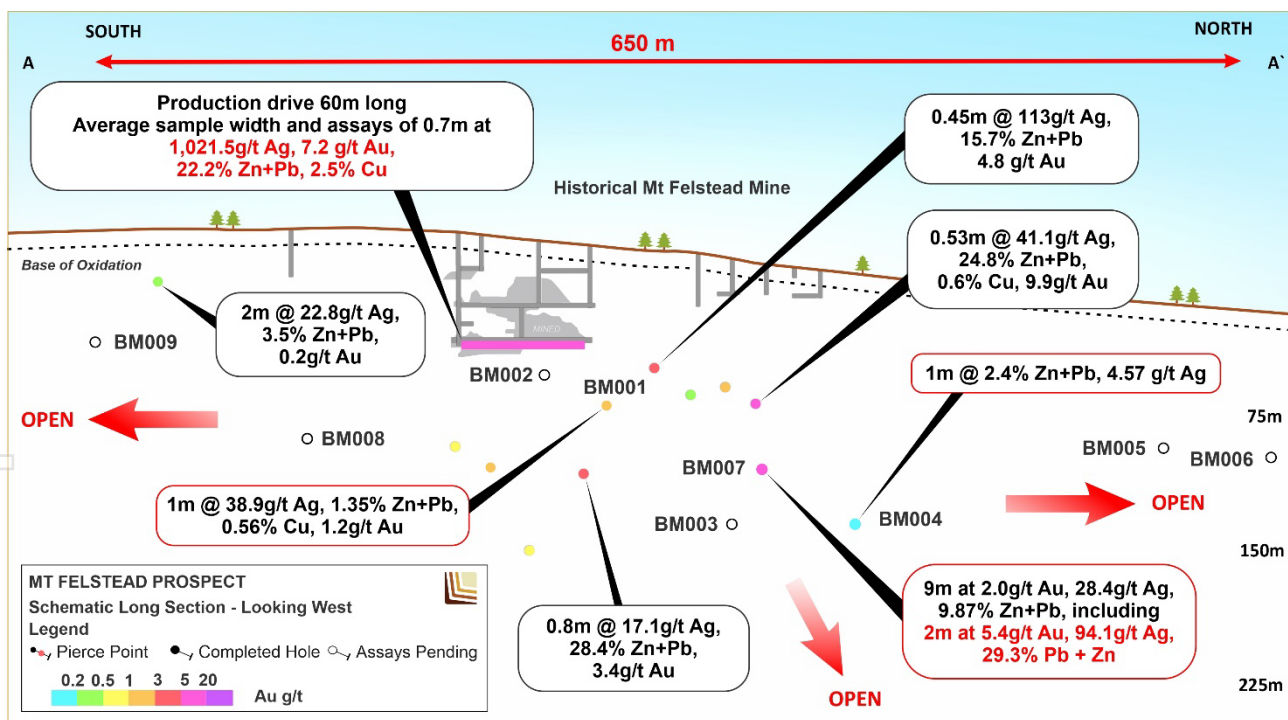 SOUTH
NORTH
650 m
A
A`
Production drive 60m long
Average sample width and assays of 0.7m at
1,021.5g/t Ag, 7.2 g/t Au,
22.2% Zn+Pb, 2.5% Cu
0.45m @ 113g/t Ag,
15.7% Zn+Pb
4.8 g/t Au
Historical Mt Felstead Mine
0.53m @ 41.1g/t Ag,
24.8% Zn+Pb,
0.6% Cu, 9.9g/t Au
Base of Oxidation
2m @ 22.8g/t Ag,
3.5% Zn+Pb,
0.2g/t Au
MINED
BM009
BM002
BM001
1m @ 2.4% Zn+Pb, 4.57 g/t Ag
OPEN
75m
BM008
BM007
BM005
BM006
1m @ 38.9g/t Ag, 1.35% Zn+Pb,
0.56% Cu, 1.2g/t Au
OPEN
BM003
BM004
150m
MT FELSTEAD PROSPECT
Schematic Long Section - Looking West
Legend
Pierce Point
Completed Hole
Assays Pending
0.2 0.5 1 3 5 20
Au g/t
0.8m @ 17.1g/t Ag,
28.4% Zn+Pb,
3.4g/t Au
9m at 2.0g/t Au, 28.4g/t Ag,
9.87% Zn+Pb, including
2m at 5.4g/t Au, 94.1g/t Ag,
29.3% Pb + Zn
OPEN
225m